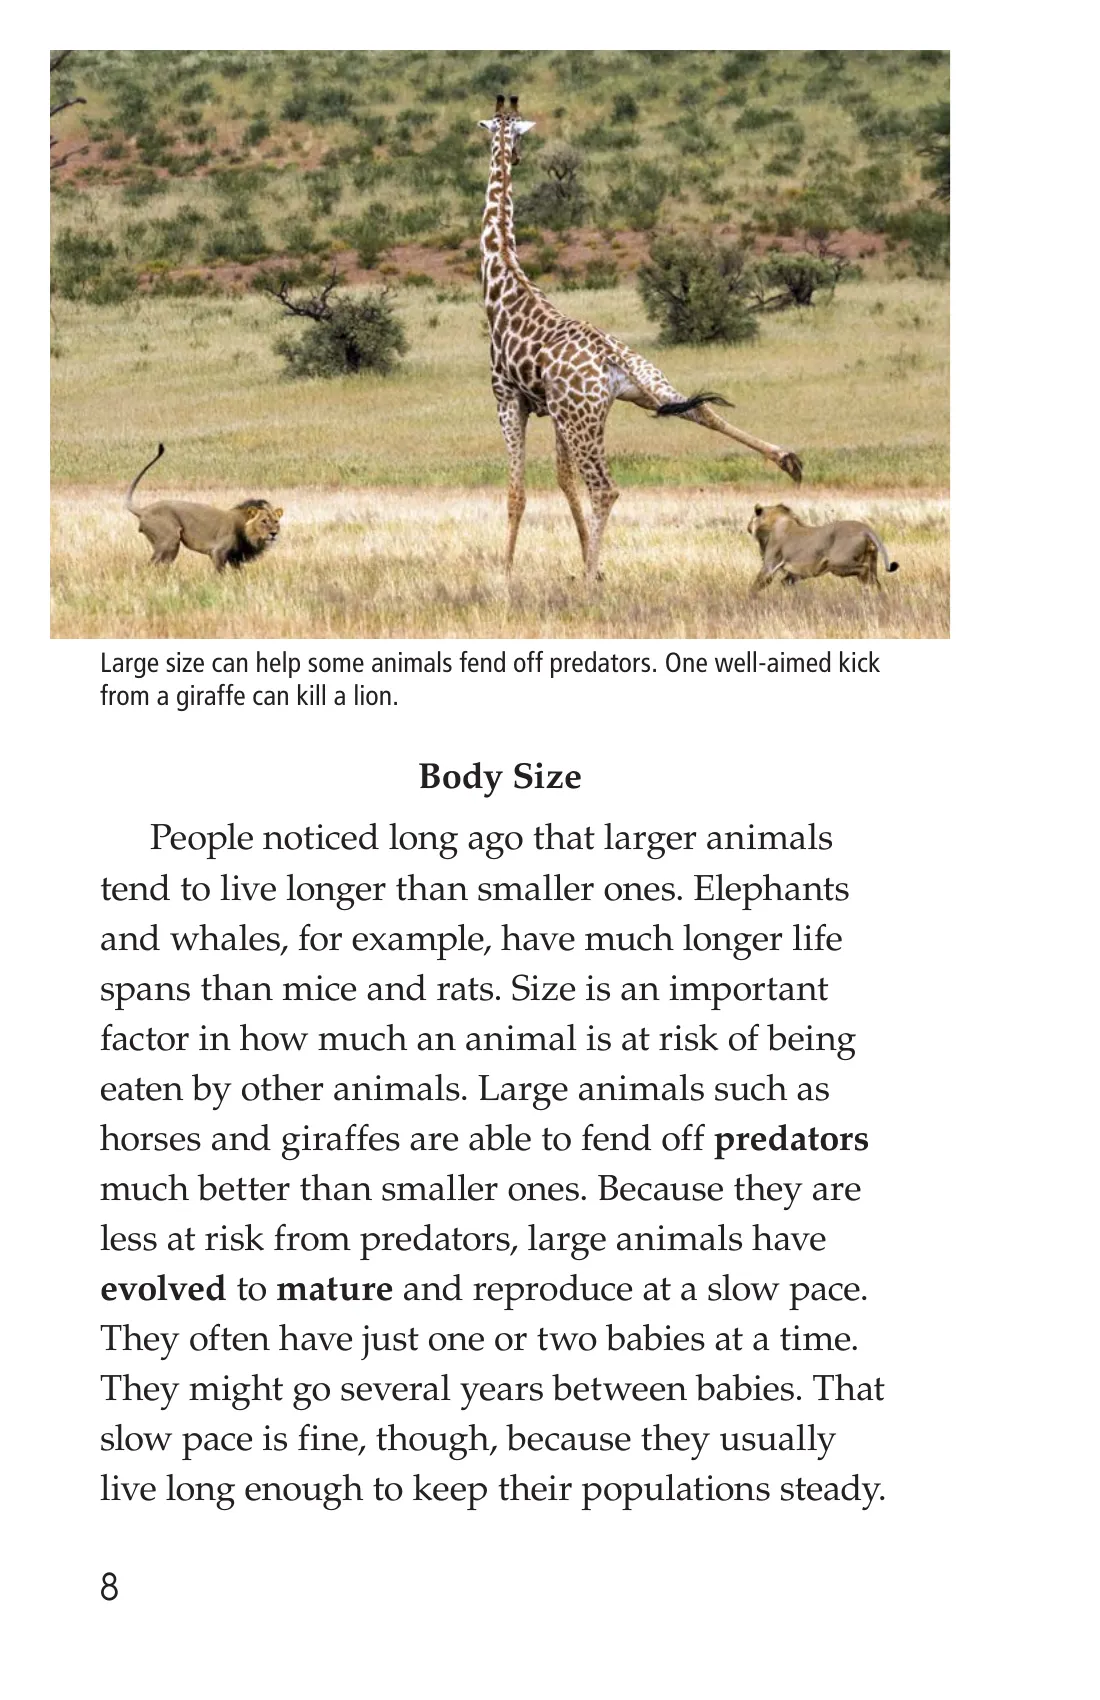 Large size can help some animals fend off predators. One well-aimed kick
from a giraffe can kill a lion.
Body Size
People noticed long ago that larger animals
tend to live longer than smaller ones. Elephants
and whales, for example, have much longer life
spans than mice and rats. Size is an important
factor in how much an animal is at risk of being
eaten by other animals. Large animals such as
horses and giraffes are able to fend off predators
much better than smaller ones. Because they are
less at risk from predators, large animals have
evolved to mature and reproduce at a slow pace.
They often have just one or two babies at a time.
They might go several years between babies. That
slow pace is fine, though, because they usually
live long enough to keep their populations steady.
8